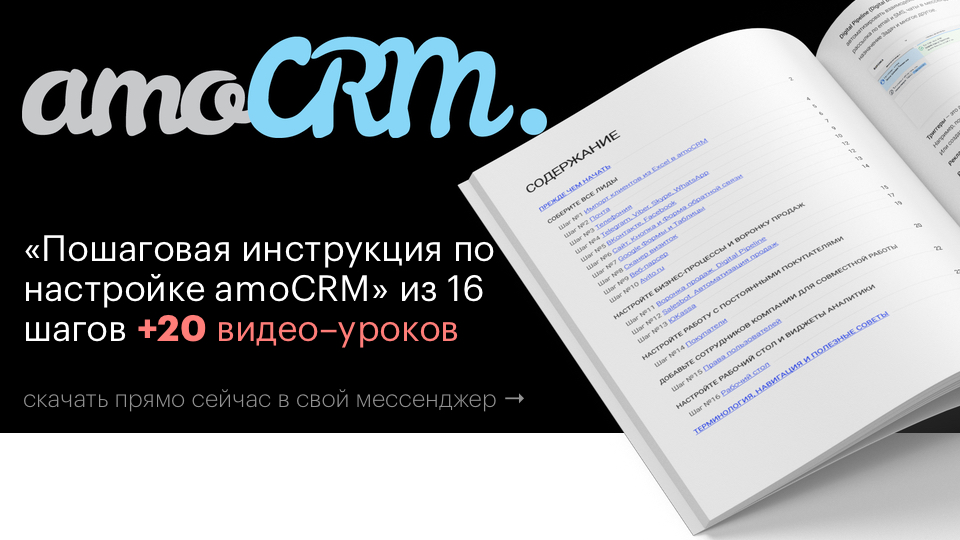 amoCRM.
«Пошаговая инструкция по
настройке amoCRM» из 16
шагов +20 видео-уроков
скачать прямо сейчас в свой мессенджер →
СОДЕРЖАНИЕ
ПРЕЖДЕ ЧЕМ НАЧАТЬ
СОБЕРИТЕ ВСЕ ЛИДЫ
Шаг №1 Импорт клиентов из Excel в amoCRM
Шаг №2 Почта
Шаг №3 Телефония
Шаг №4 Telegram, Viber, Skype, WhatsApp
Шаг №5 ВКонтакте, Facebook
Шаг №6 Сайт, Кнопка и Форма обратной связи
Шаг №7 Google Формы и Таблицы
Шаг №8 Сканер визиток
Шаг №9 Веб-парсер
Шаг №10 Avito.ru
НАСТРОЙТЕ БИЗНЕС-ПРОЦЕССЫ И ВОРОНКУ ПРОДАЖ
Шаг №11 Воронка продаж, Digital Pipeline
Шаг №12 Salesbot, Автоматизация продаж
Шаг №13 ЮKassa
НАСТРОЙТЕ РАБОТУ С ПОСТОЯННЫМИ ПОКУПАТЕЛЯМИ
Шаг №14 Покупатели
ДОБАВЬТЕ СОТРУДНИКОВ КОМПАНИИ ДЛЯ СОВМЕСТНОЙ РАБОТЫ
Шаг №15 Права пользователей
НАСТРОЙТЕ РАБОЧИЙ СТОЛ И ВИДЖЕТЫ АНАЛИТИКИ
Шаг №16 Рабочий стол
ТЕРМИНОЛОГИЯ, НАВИГАЦИЯ И ПОЛЕЗНЫЕ СОВЕТЫ